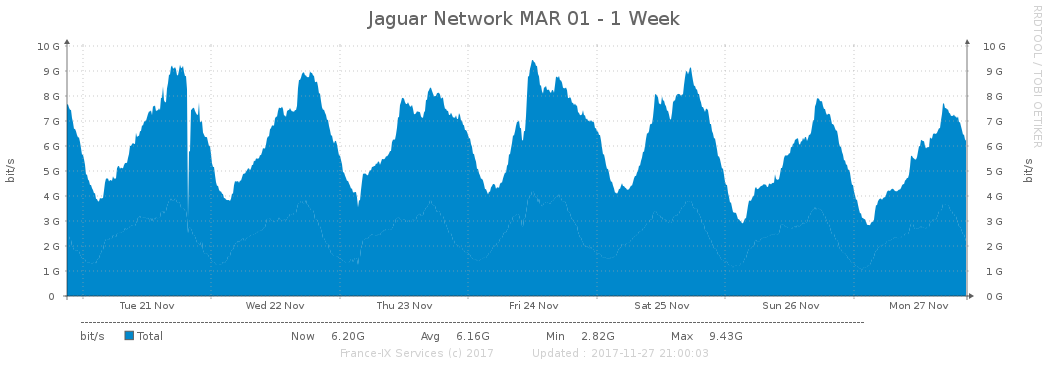 Jaguar Network MAR 01 - 1 Week
RRDTOOL / TOBI OETIKER
10 G 10 G
9 G 9 G
8 G 8 G
7 G 7 G
6 G 6 G
5 G 5 G
4 G 4 G
3 G 3 G
2 G 2 G
1 G 1 G
0 0 G
bit/s bit/s
Tue 21 Nov Wed 22 Nov Thu 23 Nov Fri 24 Nov Sat 25 Nov Sun 26 Nov Mon 27 Nov
bit/s Total Now 6.20G Avg 6.16G Min 2.82G Max 9.43G
France-IX Services (c) 2017 Updated : 2017-11-27 21:00:03